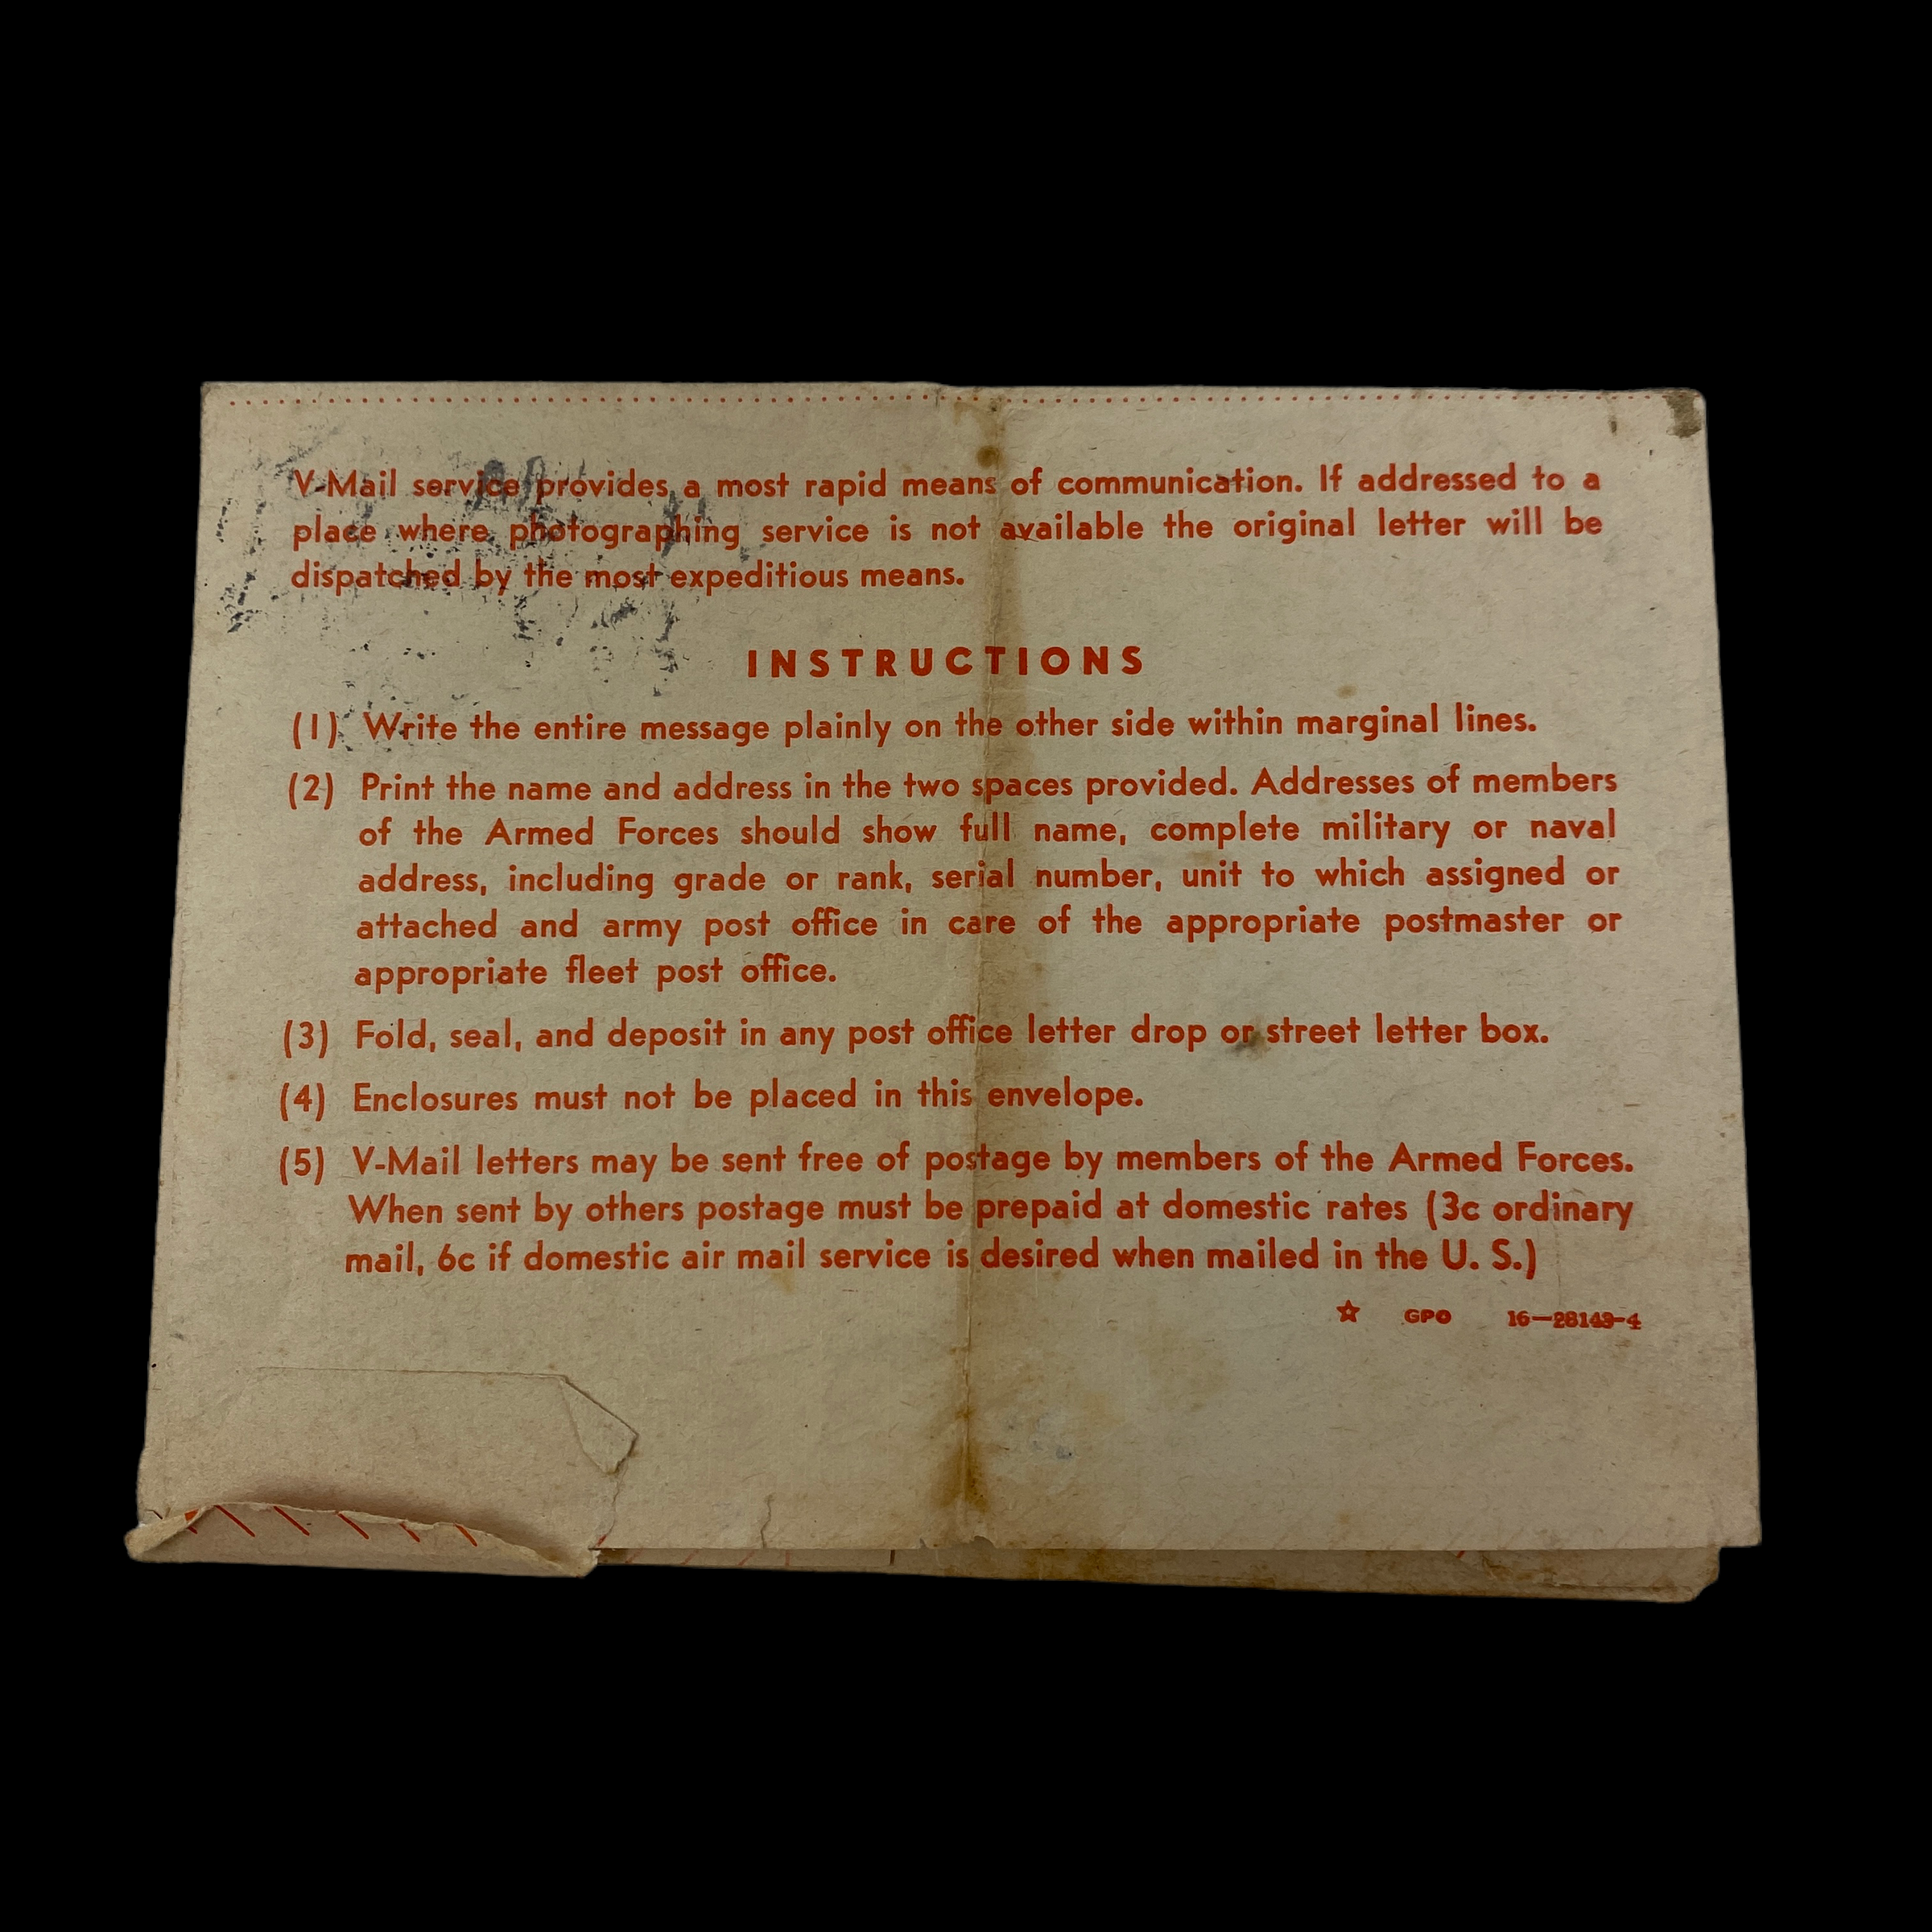 V-Mail service provides a most rapid means of communication. If addressed to a
place where photographing service is not available the original letter will be
dispatched by the most expeditious means.
INSTRUCTIONS
(1) Write the entire message plainly on the other side within marginal lines.
(2) Print the name and address in the two spaces provided. Addresses of members
of the Armed Forces should show full name, complete military or naval
address, including grade or rank, serial number, unit to which assigned or
attached and army post office in care of the appropriate postmaster or
appropriate fleet post office.
(3) Fold, seal, and deposit in any post office letter drop or street letter box.
(4) Enclosures must not be placed in this envelope.
(5) V-Mail letters may be sent free of postage by members of the Armed Forces.
When sent by others postage must be prepaid at domestic rates (3c ordinary
mail, 6c if domestic air mail service is desired when mailed in the U. S.)
☆ GPO 16—28143-4